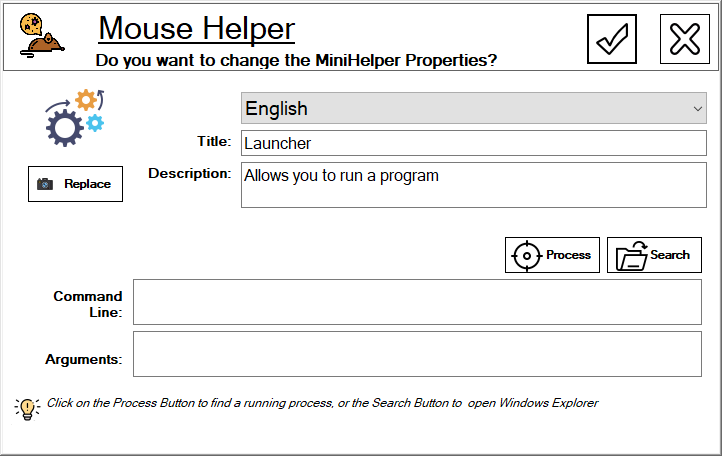 Mouse Helper
Do you want to change the MiniHelper Properties?
English
Title:
Launcher
Replace
Description:
Allows you to run a program
Process
Search
Command
Line:
Arguments:
Click on the Process Button to find a running process, or the Search Button to  open Windows Explorer